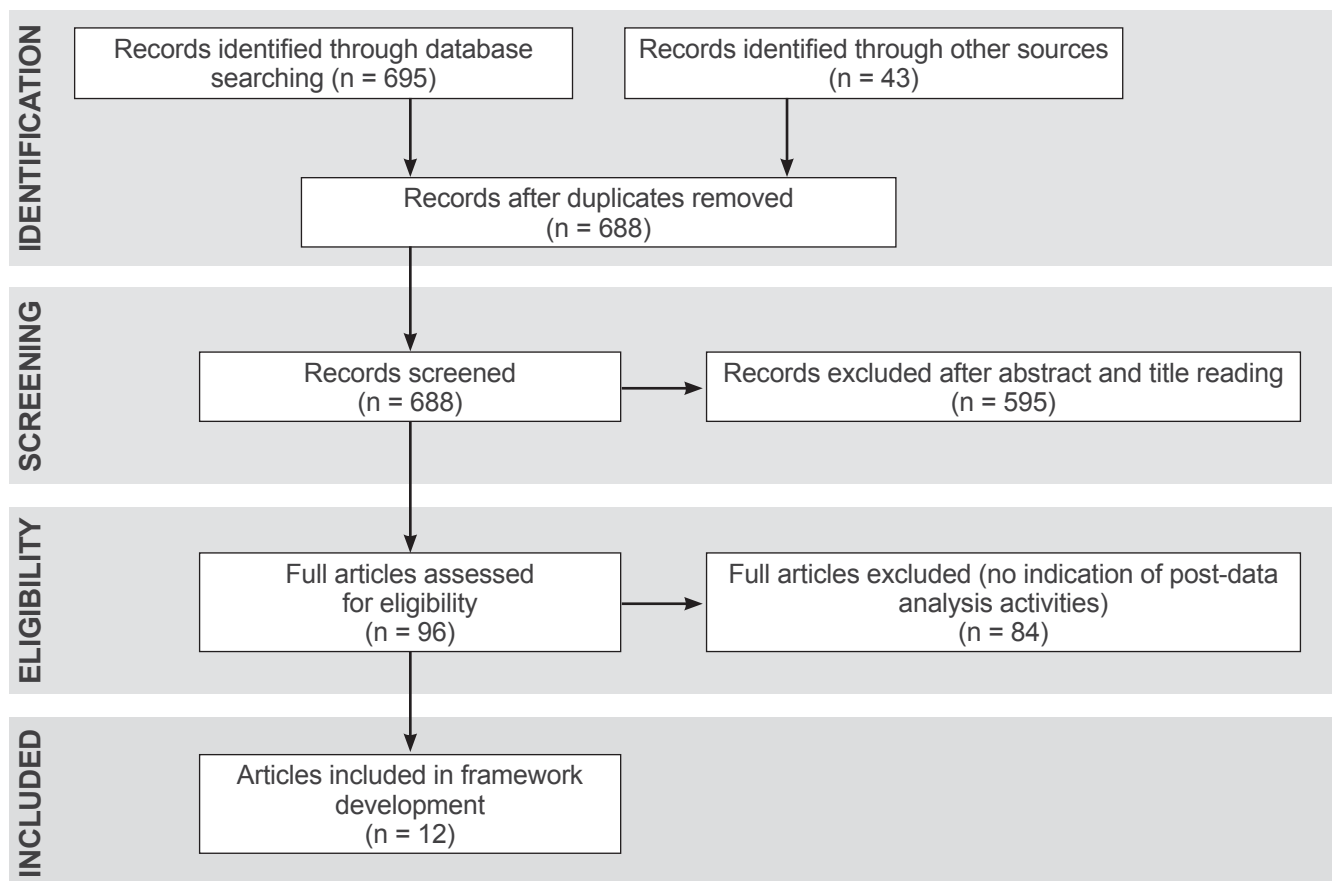 IDENTIFICATION
Records identified through database
searching (n = 695)
Records identified through other sources
(n = 43)
Records after duplicates removed
(n = 688)
SCREENING
Records screened
(n = 688)
Records excluded after abstract and title reading
(n = 595)
ELIGIBILITY
Full articles assessed
for eligibility
(n = 96)
Full articles excluded (no indication of post-data
analysis activities)
(n = 84)
INCLUDED
Articles included in framework
development
(n = 12)